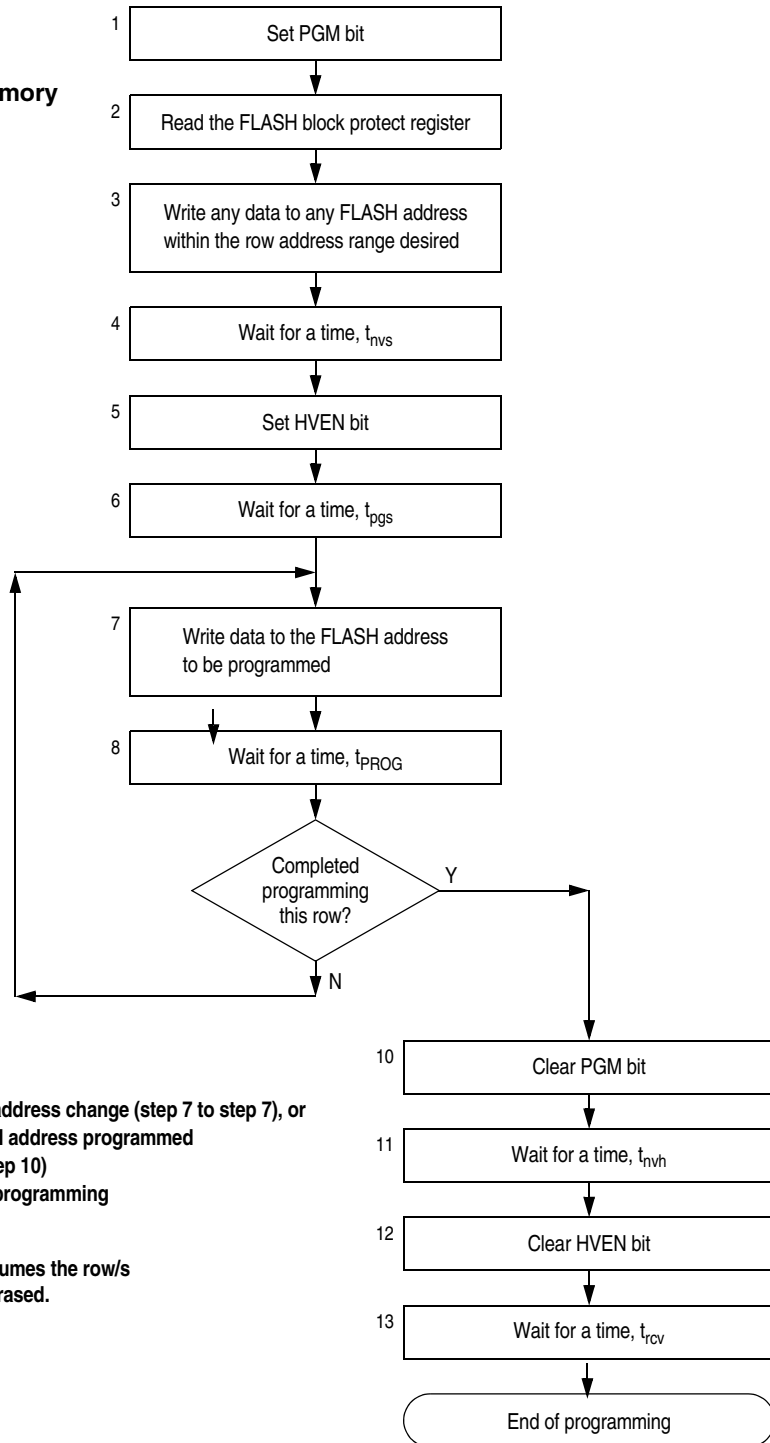 1
Set PGM bit
mory
2
Read the FLASH block protect register
3
Write any data to any FLASH address
within the row address range desired
4
Wait for a time, tnvs
5
Set HVEN bit
6
Wait for a time, tpgs
7
Write data to the FLASH address
to be programmed
8
Wait for a time, tPROG
Completed
programming
this row?
Y
N
10
Clear PGM bit
address change (step 7 to step 7), or
address programmed
ep 10)
programming
11
Wait for a time, tnvh
12
Clear HVEN bit
umes the row/s
rased.
13
Wait for a time, trcv
End of programming